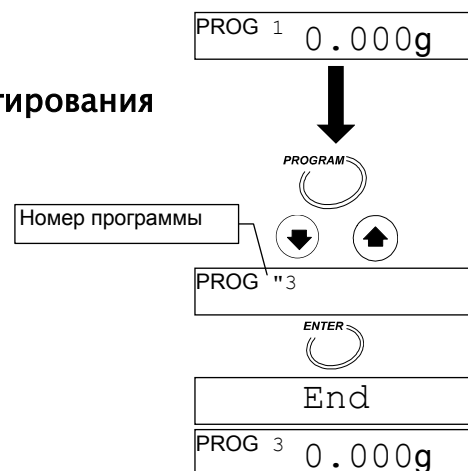 PROG 1 0.000g
тирования
PROGRAM
Номер программы
PROG "3
ENTER
End
PROG 3 0.000g